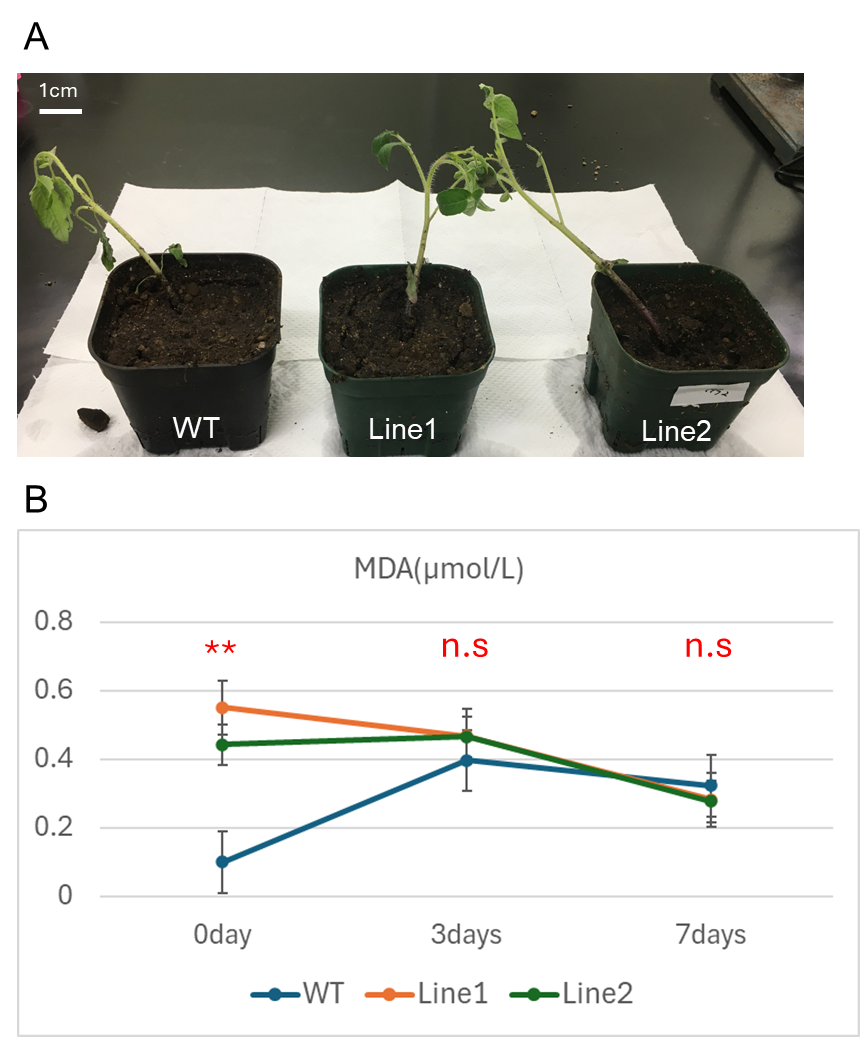 A
1cm
WT
Line1
Line2
B
MDA(μmol/L)
0.8
**
n.s
n.s
0.6
0.4
0.2
0
0day
3days
7days
WT
Line1
Line2